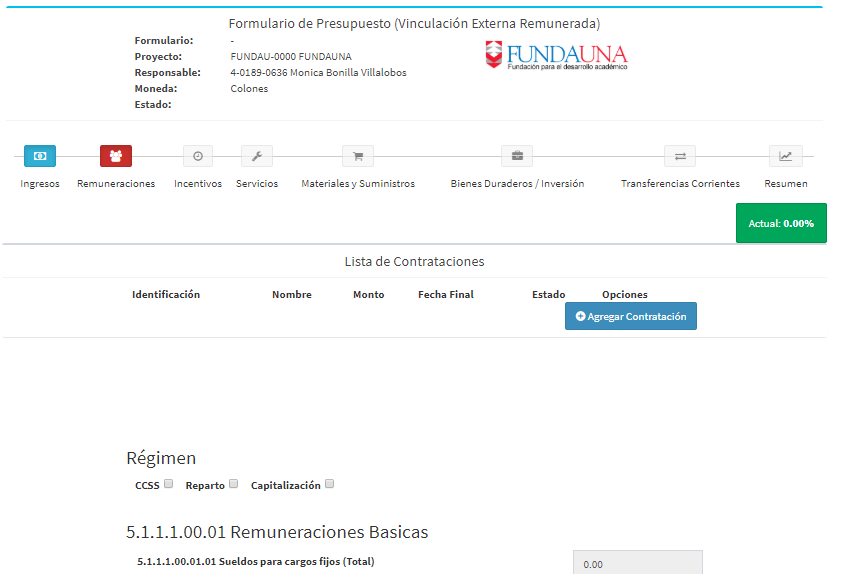 Formulario de Presupuesto (Vinculación Externa Remunerada)
Formulario: -
Proyecto: FUNDAU-0000 FUNDAUNA
Responsable: 4-0189-0636 Monica Bonilla Villalobos
Moneda: Colones
Estado:
FUNDAUNA
Fundación para el desarrollo académico
Ingresos Remuneraciones Incentivos Servicios Materiales y Suministros Bienes Duraderos / Inversión Transferencias Corrientes Resumen
Actual: 0.00%
Lista de Contrataciones
Identificación Nombre Monto Fecha Final Estado Opciones
Agregar Contratación
Régimen
CCSS Reparto Capitalización
5.1.1.1.00.01 Remuneraciones Basicas
5.1.1.1.00.01.01 Sueldos para cargos fijos (Total) 0.00